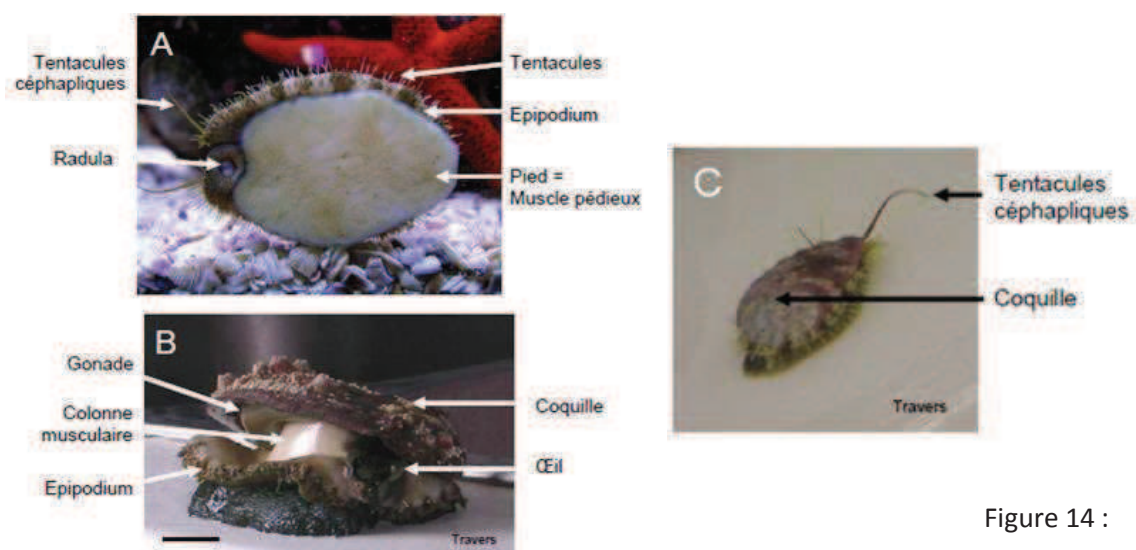 A
Tentacules
céphapliques
Radula
Tentacules
Epipodium
Pied =
Muscle pédieux
B
Gonade
Colonne
musculaire
Epipodium
Coquille
Œil
Travers
C
Tentacules
céphapliques
Coquille
Travers
Figure 14 :